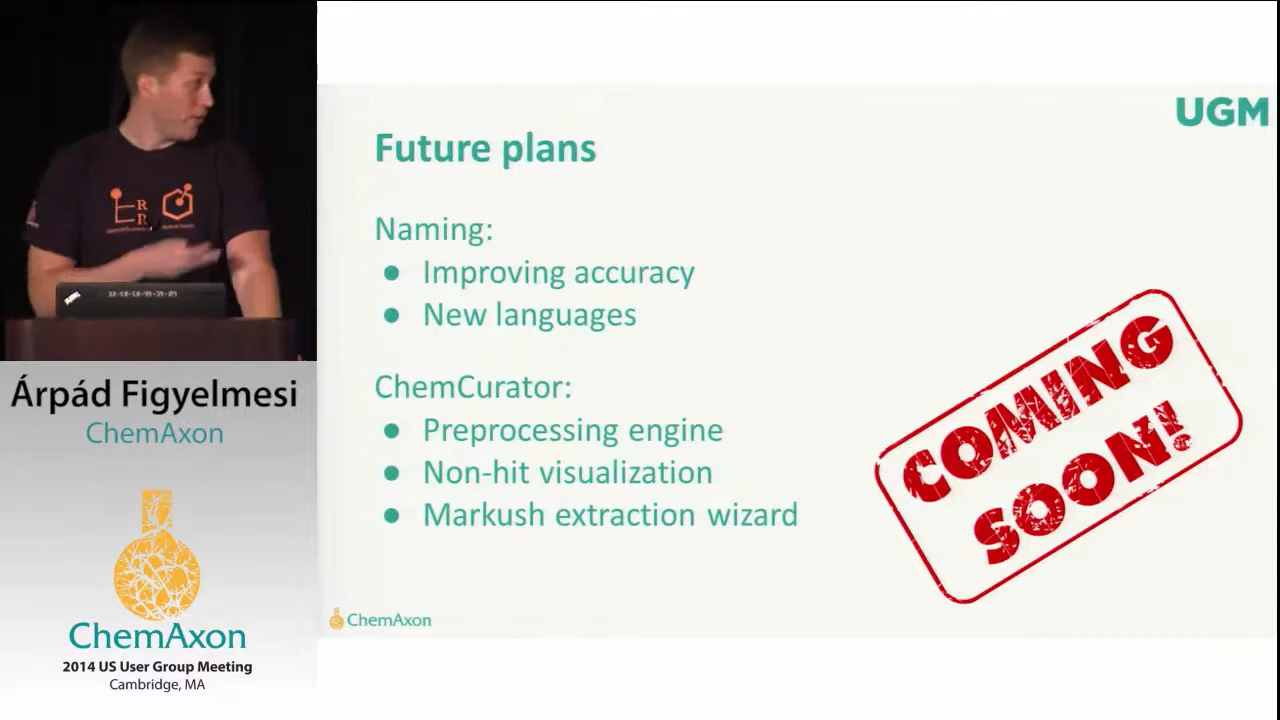 UGM
Future plans
Naming:
● Improving accuracy
● New languages
ChemCurator:
● Preprocessing engine
● Non-hit visualization
● Markush extraction wizard
COMING
SOON!
ChemAxon
Árpád Figyelmesi
ChemAxon
ChemAxon
2014 US User Group Meeting
Cambridge, MA